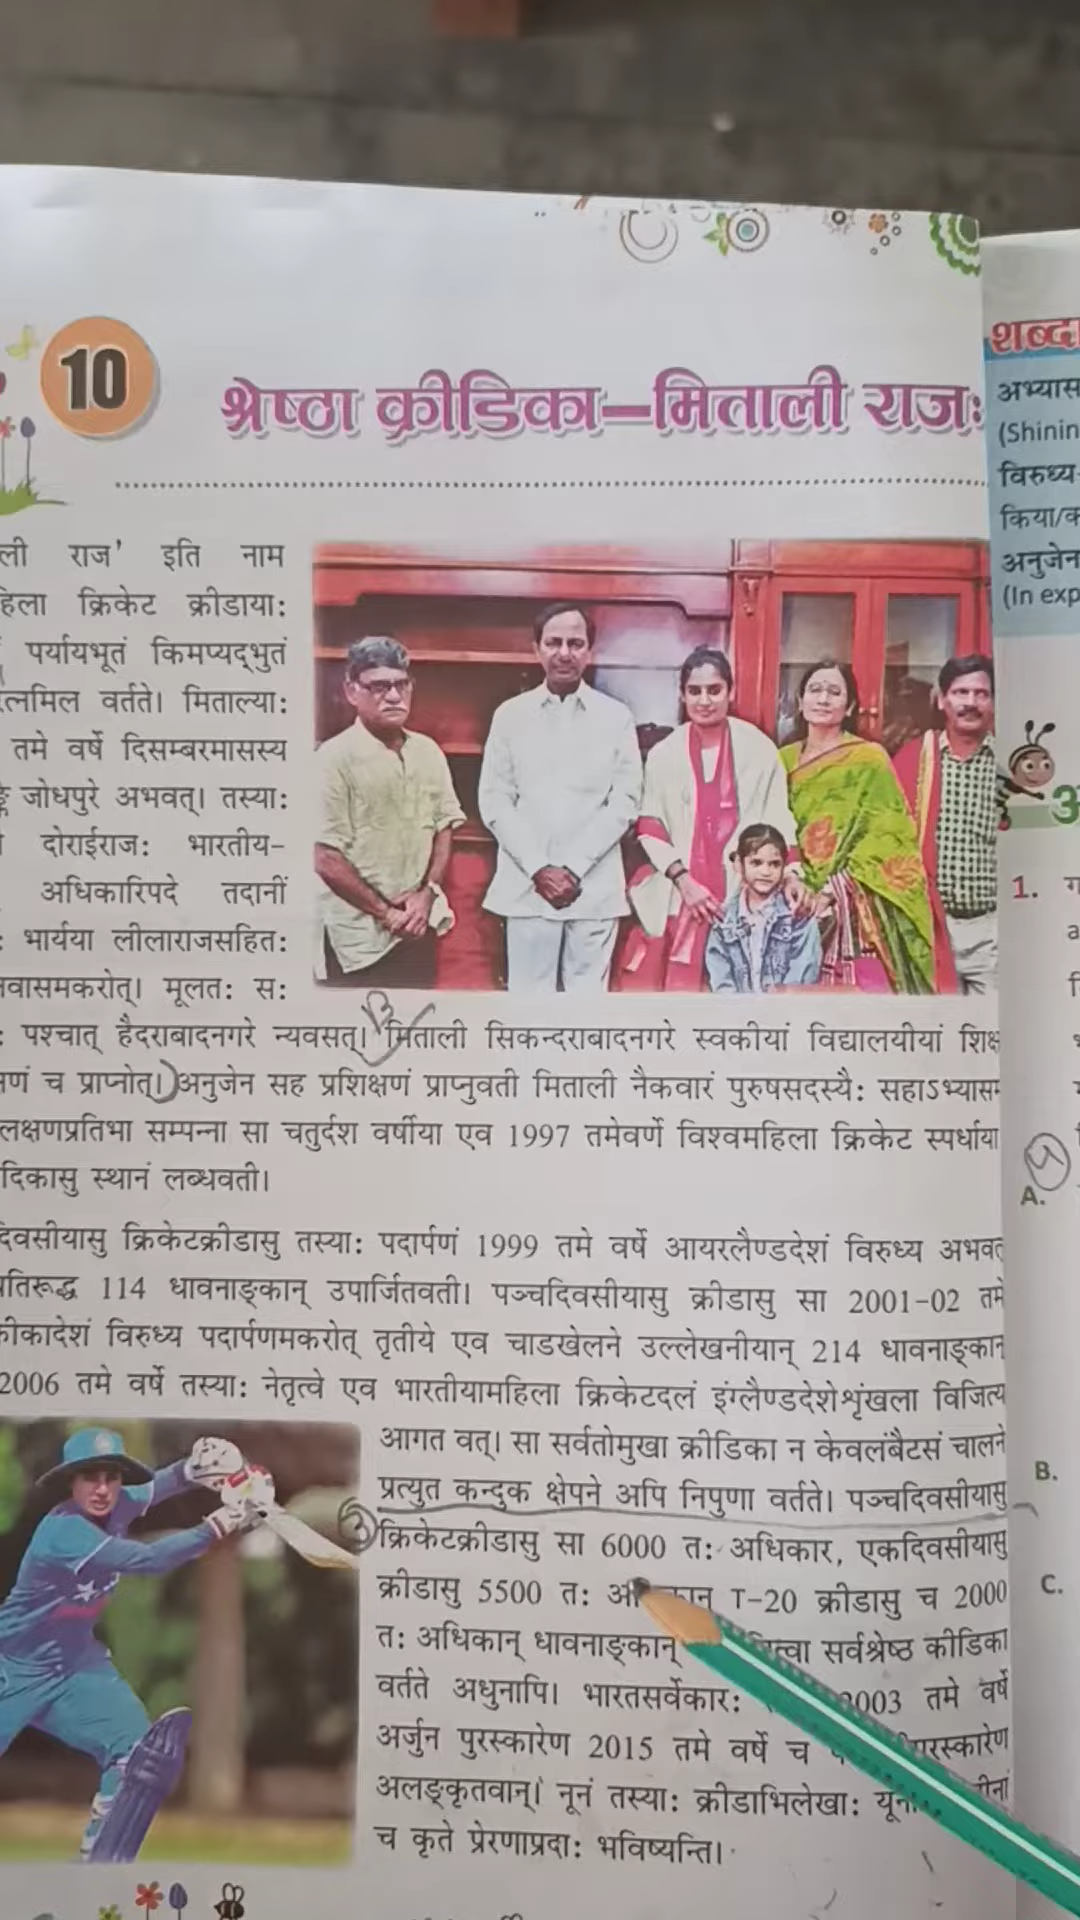 10
श्रेष्ठा क्रीडिका—मिताली राजः
ली राज' इति नाम
हिला क्रिकेट क्रीडायाः
पर्यायभूतं किमप्यद्भुतं
त्नमिल वर्तते। मिताल्याः
तमे वर्षे दिसम्बरमासस्य
जोधपुरे अभवत्। तस्याः
दोराईराजः भारतीय-
अधिकारिपदे तदानीं
भार्यया लीलाराजसहितः
वासमकरोत्। मूलतः सः
पश्चात् हैदराबादनगरे न्यवसत्। मिताली सिकन्दराबादनगरे स्वकीयां विद्यालयीयां शिक्ष
णं च प्राप्नोत्। अनुजेन सह प्रशिक्षणं प्राप्नुवती मिताली नैकवारं पुरुषसदस्यैः सहाऽभ्यास
लक्षणप्रतिभा सम्पन्ना सा चतुर्दश वर्षीया एव 1997 तमेवर्णे विश्वमहिला क्रिकेट स्पर्धाया
दिकासु स्थानं लब्धवती।
दिवसीयासु क्रिकेटक्रीडासु तस्याः पदार्पणं 1999 तमे वर्षे आयरलैण्डदेशं विरुध्य अभवत
प्रतिरूद्ध 114 धावनाङ्कान् उपार्जितवती। पञ्चदिवसीयासु क्रीडासु सा 2001-02 तमे
कादेशं विरुध्य पदार्पणमकरोत् तृतीये एव चाडखेलने उल्लेखनीयान् 214 धावनाङ्कान्
2006 तमे वर्षे तस्याः नेतृत्वे एव भारतीयामहिला क्रिकेटदलं इंग्लैण्डदेशेशृंखला विजित्य
आगत वत्। सा सर्वतोमुखा क्रीडिका न केवलंबैटसं चालने
प्रत्युत कन्दुक क्षेपने अपि निपुणा वर्तते। पञ्चदिवसीयासु
क्रिकेटक्रीडासु सा 6000 तः अधिकार, एकदिवसीयासु
क्रीडासु 5500 तः T-20 क्रीडासु च 2000
तः अधिकान् धावनाङ्कान् सर्वश्रेष्ठ कीडिका
वर्तते अधुनापि। भारतसर्वकारः 2003 तमे वर्षे
अर्जुन पुरस्कारेण 2015 तमे वर्षे च
अलङ्कृतवान्। नूनं तस्याः क्रीडाभिलेखाः
च कृते प्रेरणाप्रदाः भविष्यन्ति।
शब्दा
अभ्यास
(Shinin
विरुध्य
किया/क
अनुजेन
(In exp
1.
A.
B.
C.